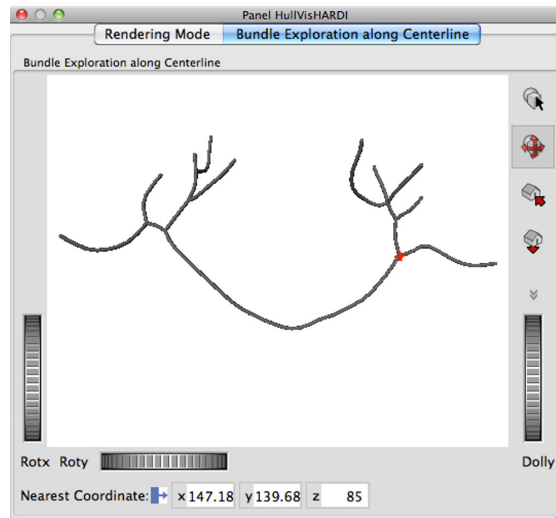 Panel HullVisHARDI
Rendering Mode Bundle Exploration along Centerline
Bundle Exploration along Centerline
Rotx Roty Dolly
Nearest Coordinate: x 147.18 y 139.68 z 85